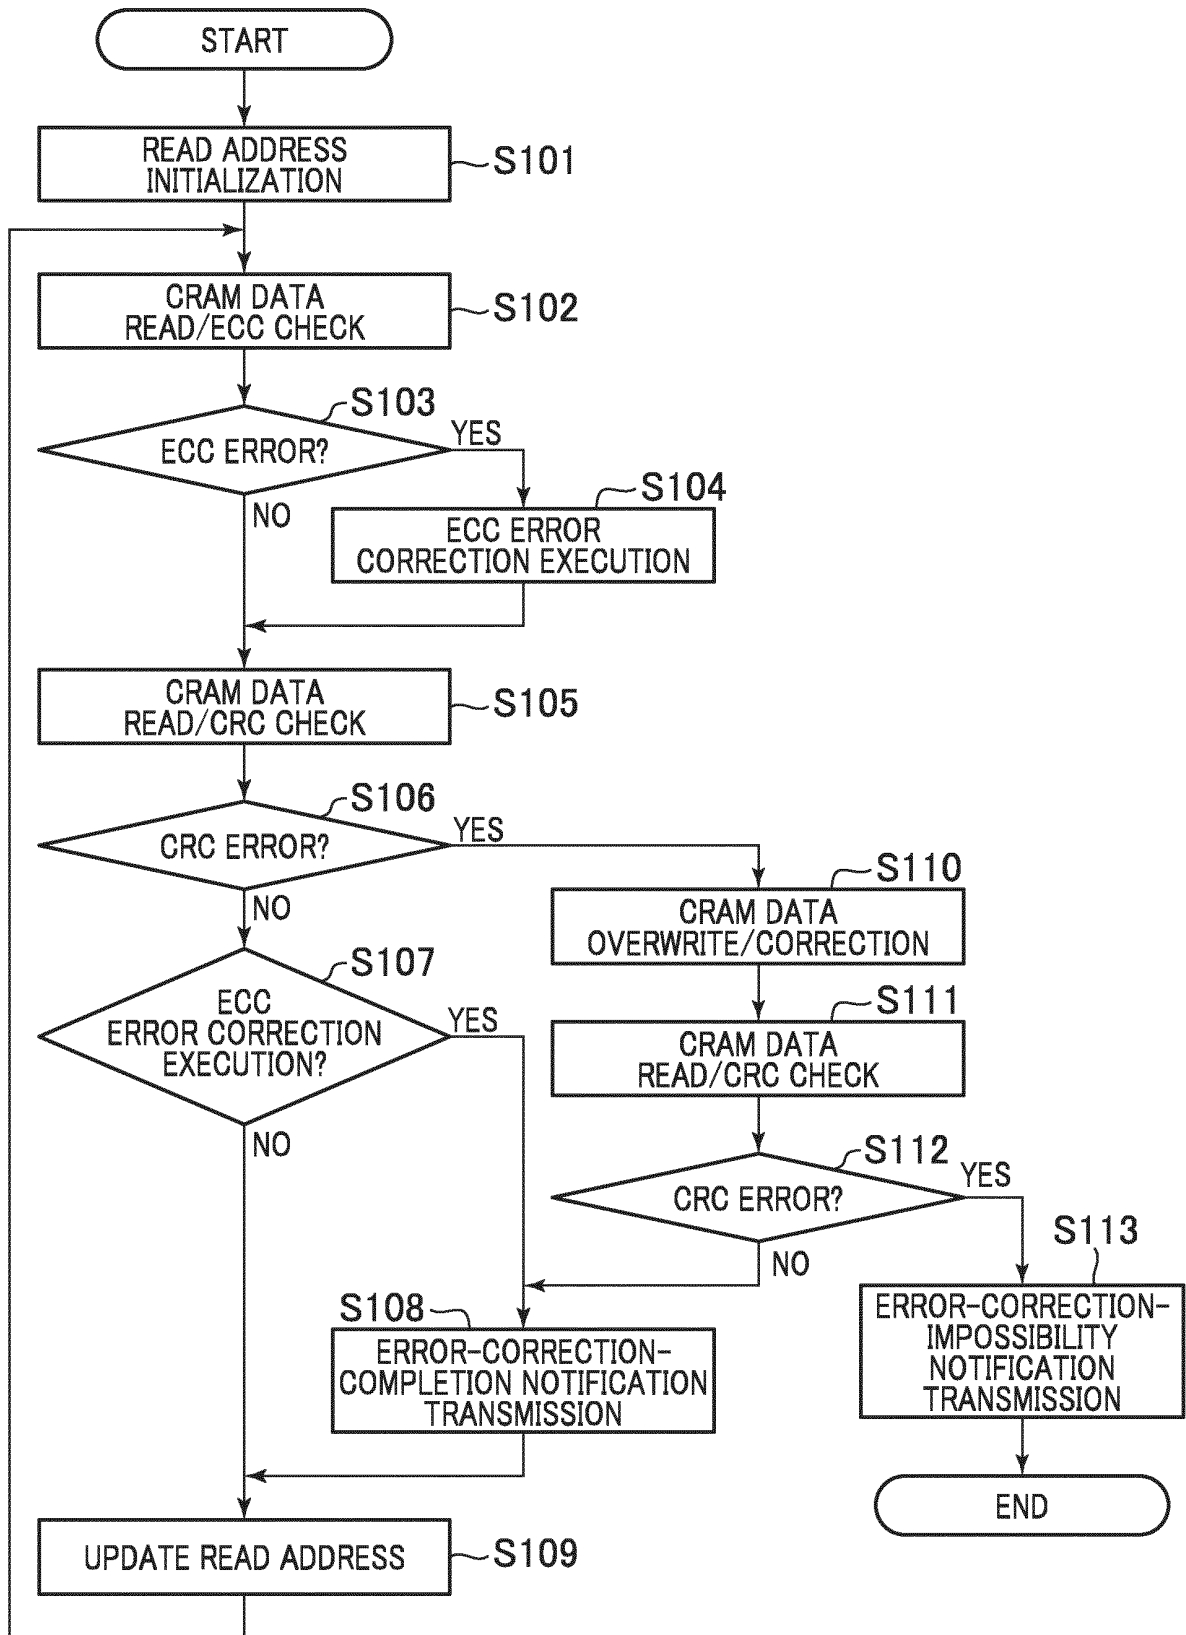 START
READ ADDRESS
INITIALIZATION
S101
CRAM DATA
READ/ECC CHECK
S102
S103
ECC ERROR?
YES
NO
S104
ECC ERROR
CORRECTION EXECUTION
CRAM DATA
READ/CRC CHECK
S105
S106
CRC ERROR?
YES
NO
S110
CRAM DATA
OVERWRITE/CORRECTION
S107
ECC
ERROR CORRECTION
EXECUTION?
YES
NO
S111
CRAM DATA
READ/CRC CHECK
S112
CRC ERROR?
YES
NO
S108
ERROR-CORRECTION-
COMPLETION NOTIFICATION
TRANSMISSION
S113
ERROR-CORRECTION-
IMPOSSIBILITY
NOTIFICATION
TRANSMISSION
END
UPDATE READ ADDRESS
S109